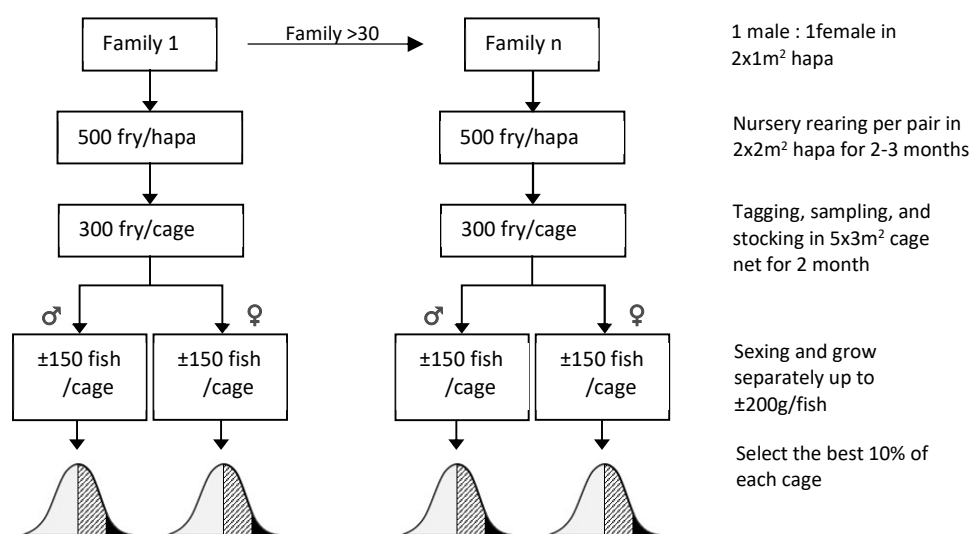 Family 1
Family >30
Family n
1 male : 1female in
2x1m² hapa
500 fry/hapa
500 fry/hapa
Nursery rearing per pair in
2x2m² hapa for 2-3 months
300 fry/cage
300 fry/cage
Tagging, sampling, and
stocking in 5x3m² cage
net for 2 month
♂
♀
♂
♀
±150 fish
/cage
±150 fish
/cage
±150 fish
/cage
±150 fish
/cage
Sexing and grow
separately up to
±200g/fish
Select the best 10% of
each cage